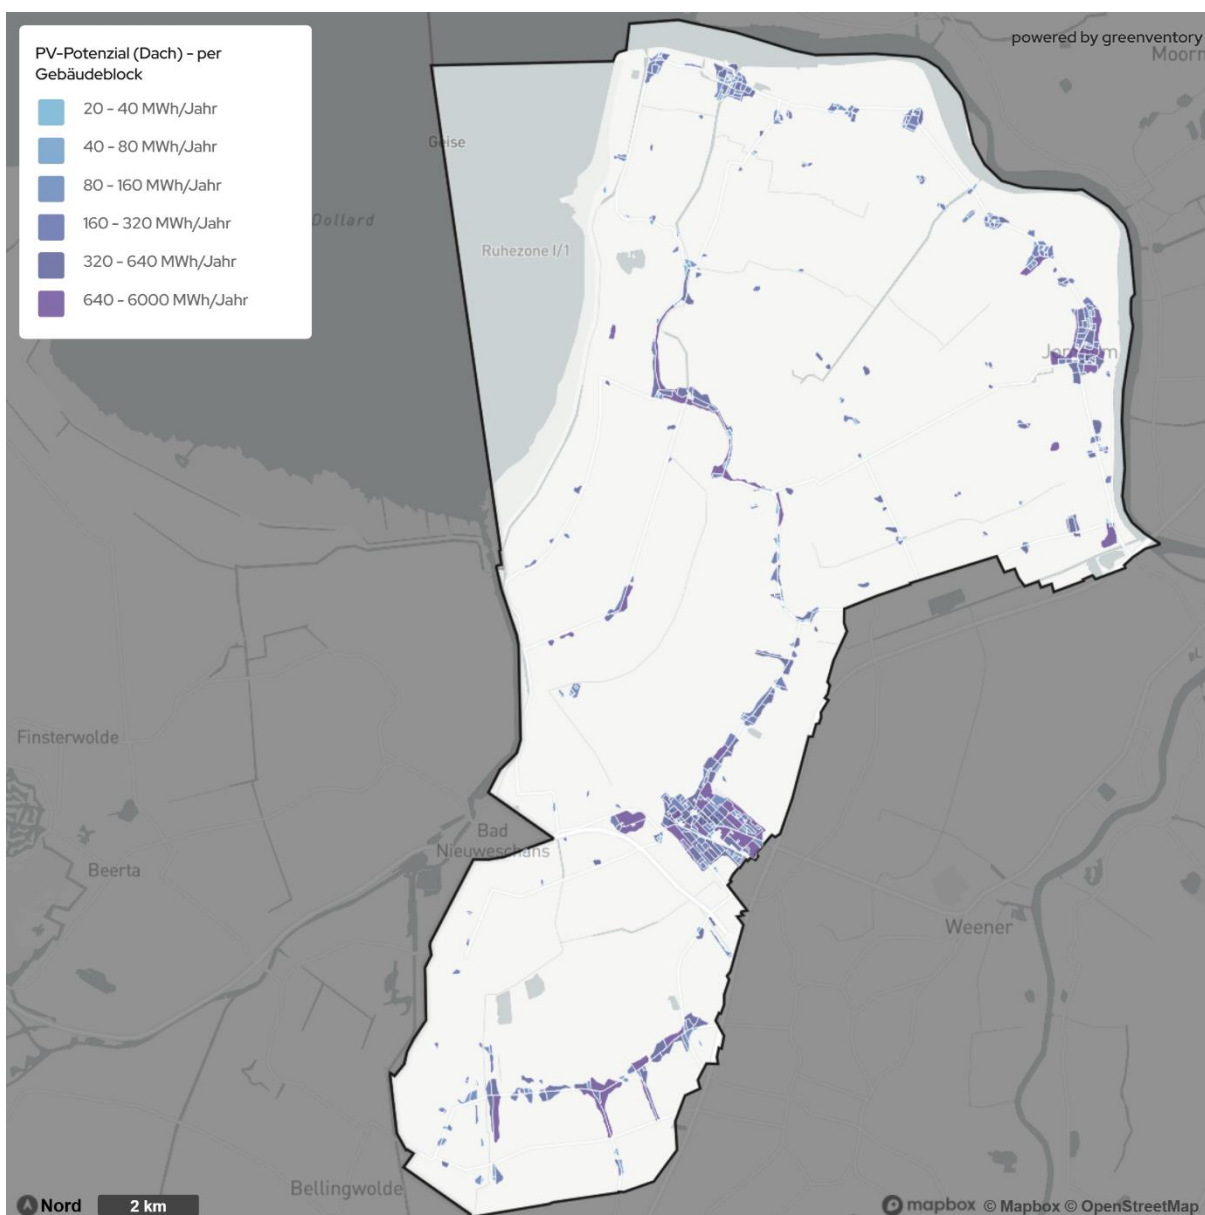 PV-Potenzial (Dach) - per
Gebäudeblock
20 - 40 MWh/Jahr
40 - 80 MWh/Jahr
80 - 160 MWh/Jahr
160 - 320 MWh/Jahr
320 - 640 MWh/Jahr
640 - 6000 MWh/Jahr
powered by greenventory
Geise
Dollard
Ruhezone I/1
Finsterwolde
Bad
Nieuweschans
Beerta
Weener
Bellingwolde
Nord
2 km
mapbox © Mapbox © OpenStreetMap